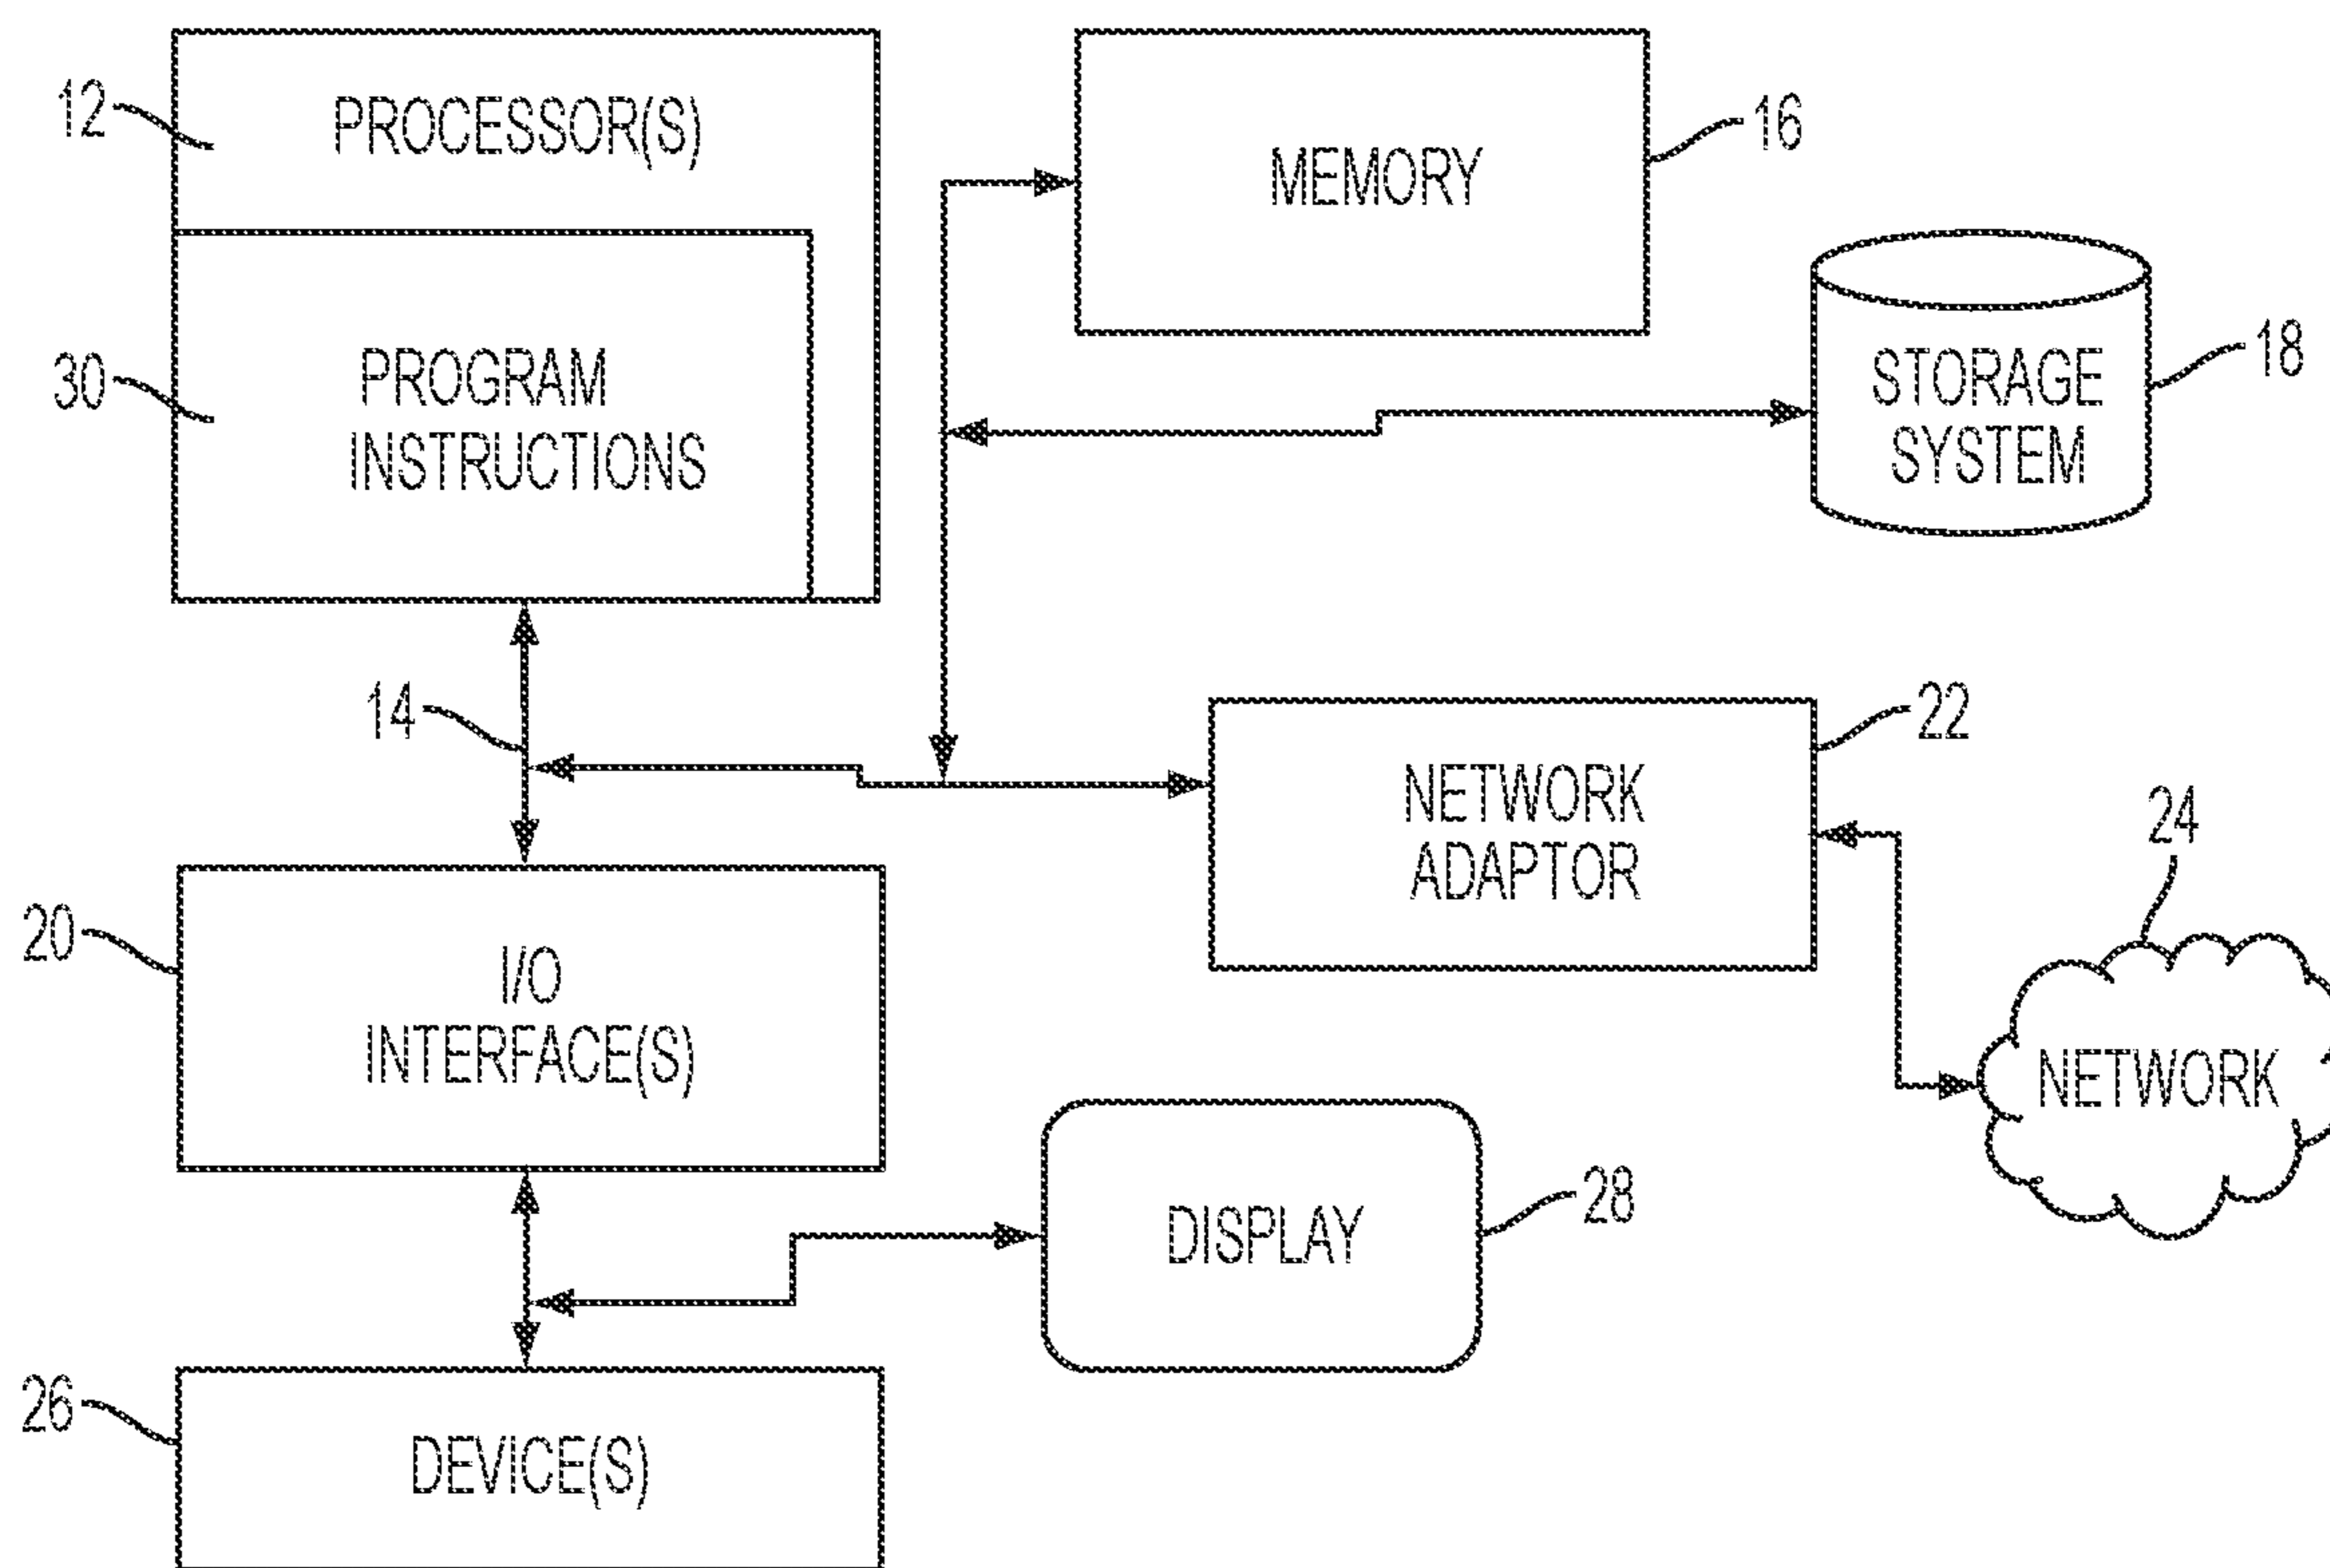 12
PROCESSOR(S)
MEMORY
16
30
PROGRAM
INSTRUCTIONS
STORAGE
SYSTEM
18
14
NETWORK
ADAPTOR
22
24
NETWORK
20
I/O
INTERFACE(S)
DISPLAY
28
26
DEVICE(S)